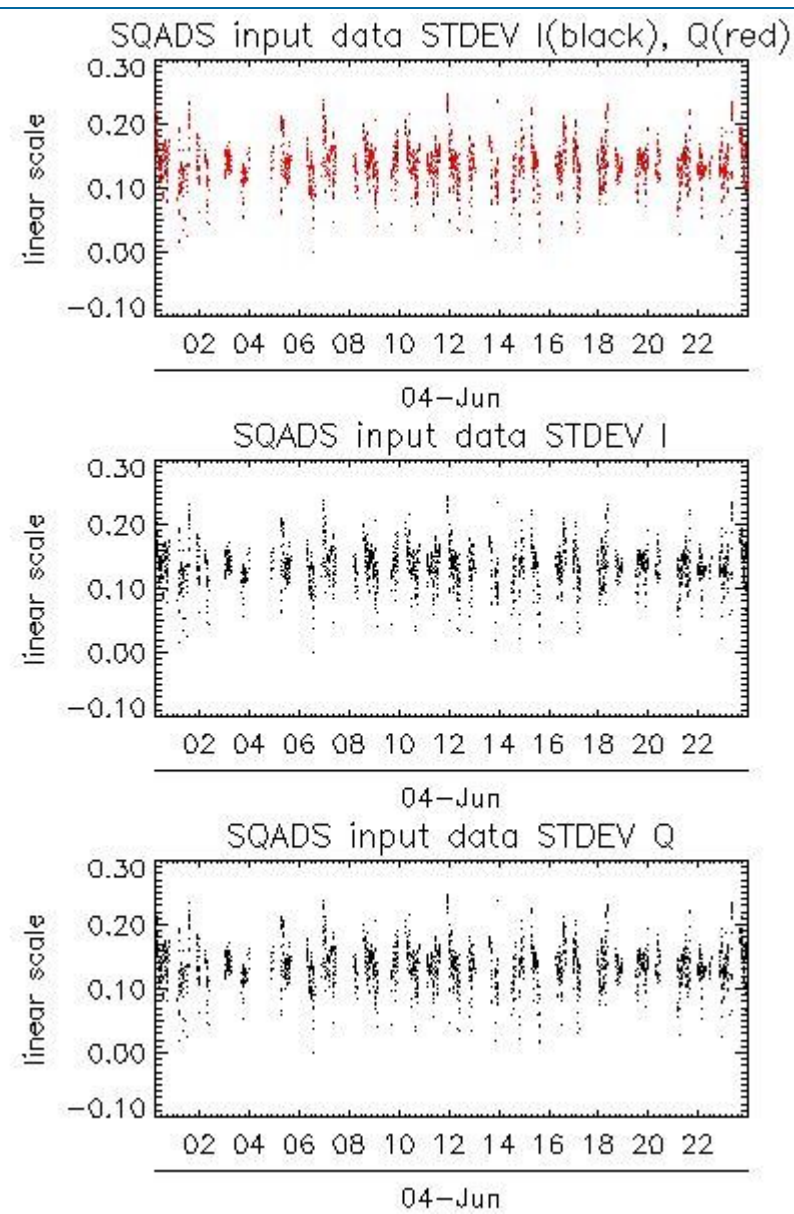 SQADS input data STDEV I(black), Q(red)
0.30
0.20
0.10
0.00
−0.10
linear scale
02 04 06 08 10 12 14 16 18 20 22
04−Jun
SQADS input data STDEV I
0.30
0.20
0.10
0.00
−0.10
linear scale
02 04 06 08 10 12 14 16 18 20 22
04−Jun
SQADS input data STDEV Q
0.30
0.20
0.10
0.00
−0.10
linear scale
02 04 06 08 10 12 14 16 18 20 22
04−Jun